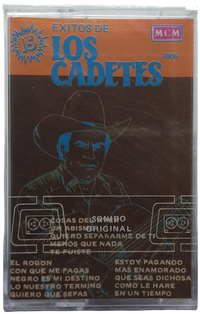 15
EXITOS DE
LOS
CADETES
MCM
7006
COSAS DEL
UN ABISMO
QUIERO SEPARARME DE TI
MENOS QUE NADA
TE FUISTE
SONIDO
ORIGINAL
EL ROGON
CON QUE ME PAGAS
NEGRO ES MI DESTINO
LO NUESTRO TERMINO
QUIERO QUE SEPAS
ESTOY PAGANDO
MAS ENAMORADO
QUE SEAS DICHOSA
COMO LE HARE
EN UN TIEMPO